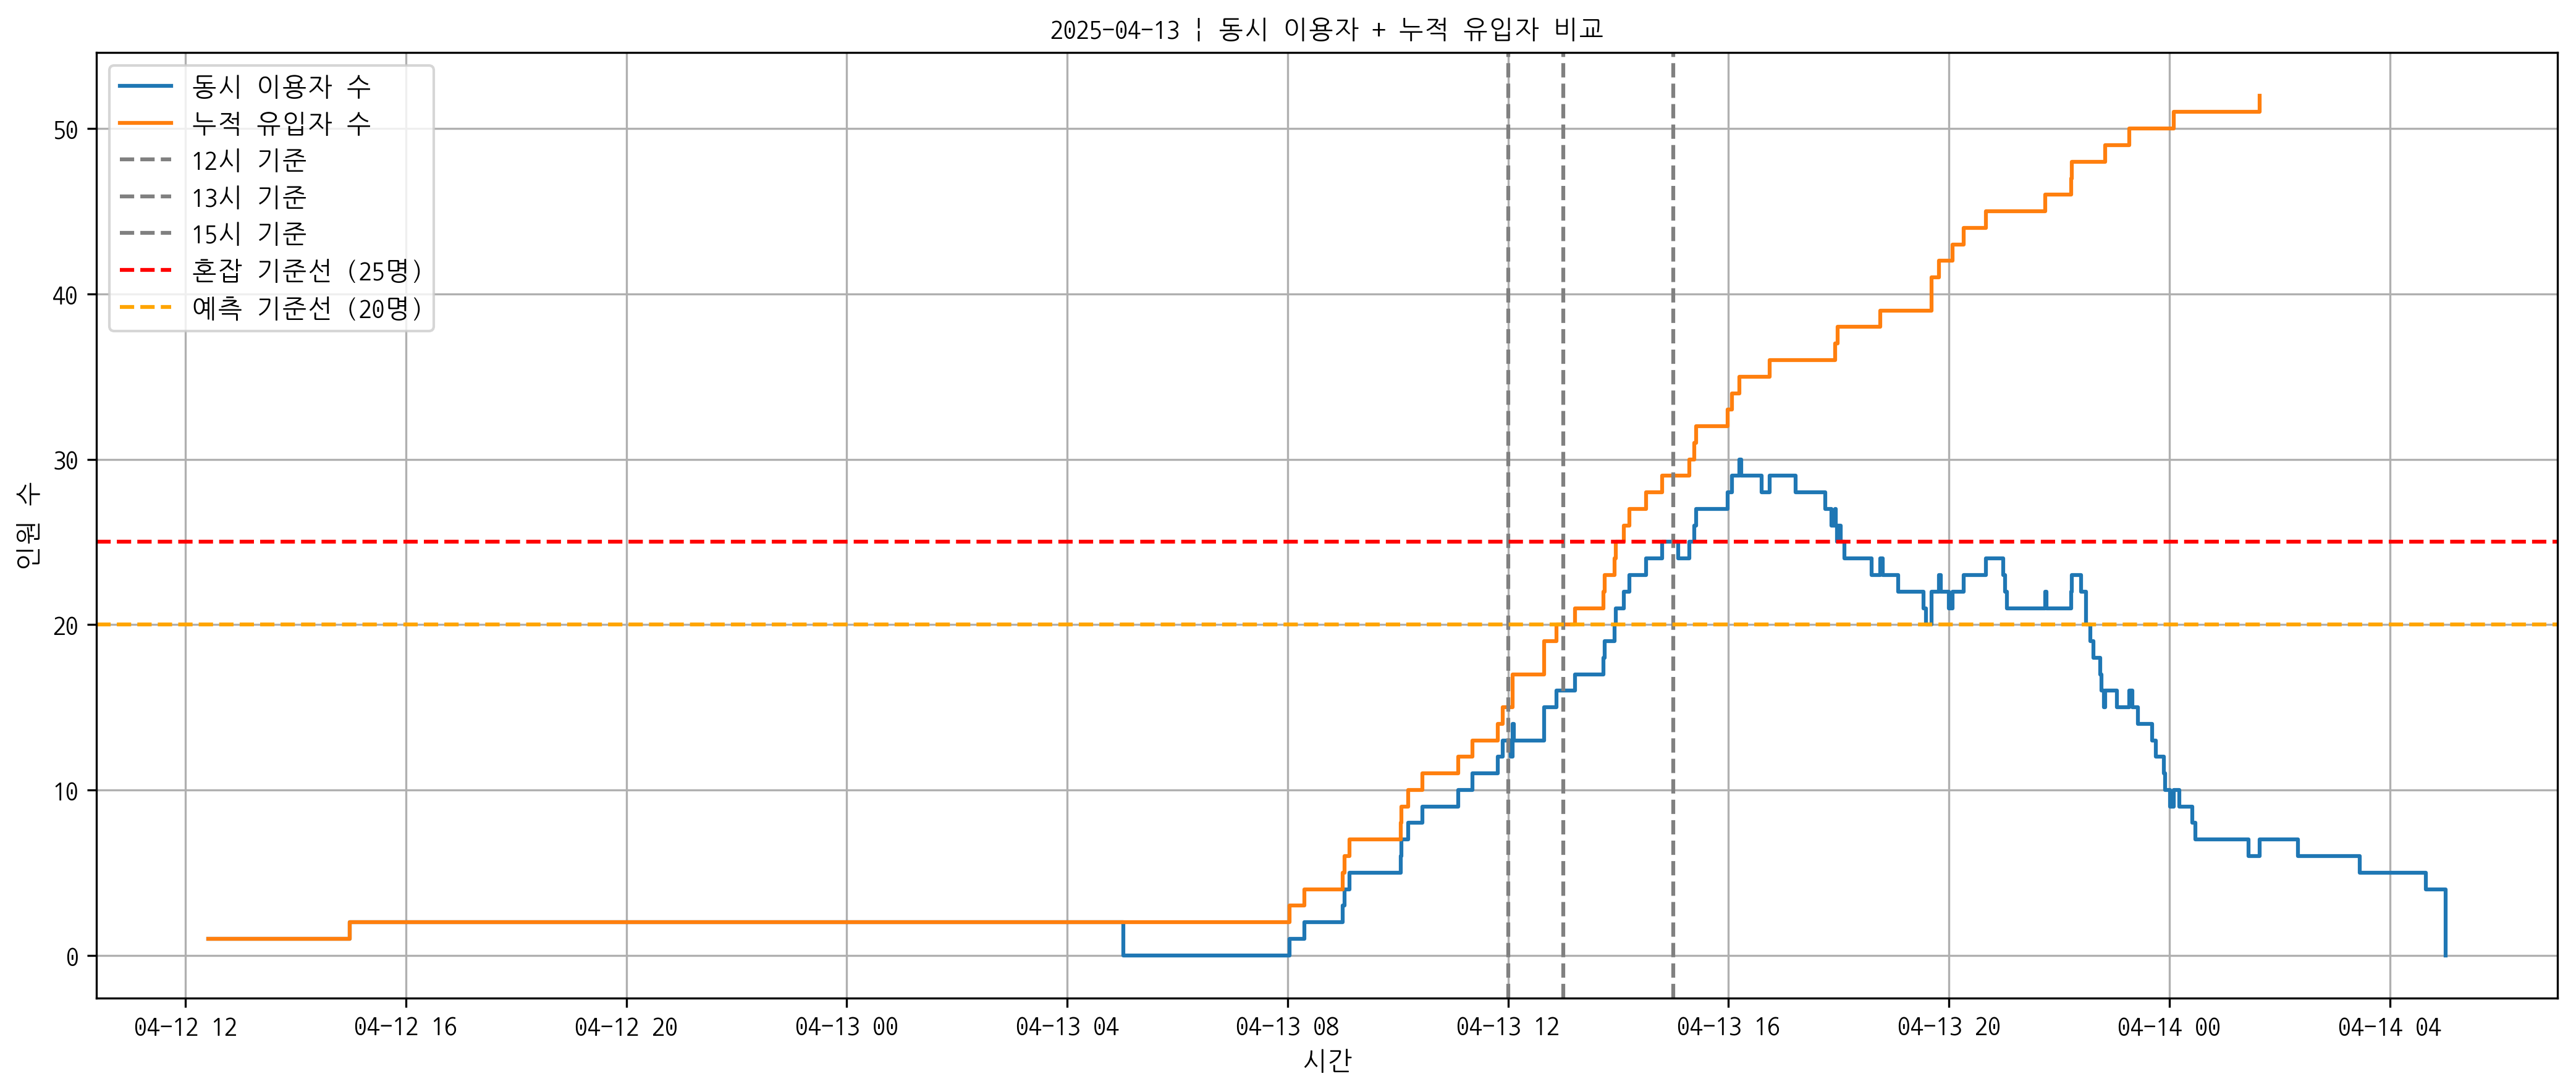 2025-04-13 | 동시 이용자 + 누적 유입자 비교
동시 이용자 수
누적 유입자 수
12시 기준
13시 기준
15시 기준
혼잡 기준선 (25명)
예측 기준선 (20명)
인원 수
50
40
30
20
10
0
04-12 12
04-12 16
04-12 20
04-13 00
04-13 04
04-13 08
04-13 12
04-13 16
04-13 20
04-14 00
04-14 04
시간